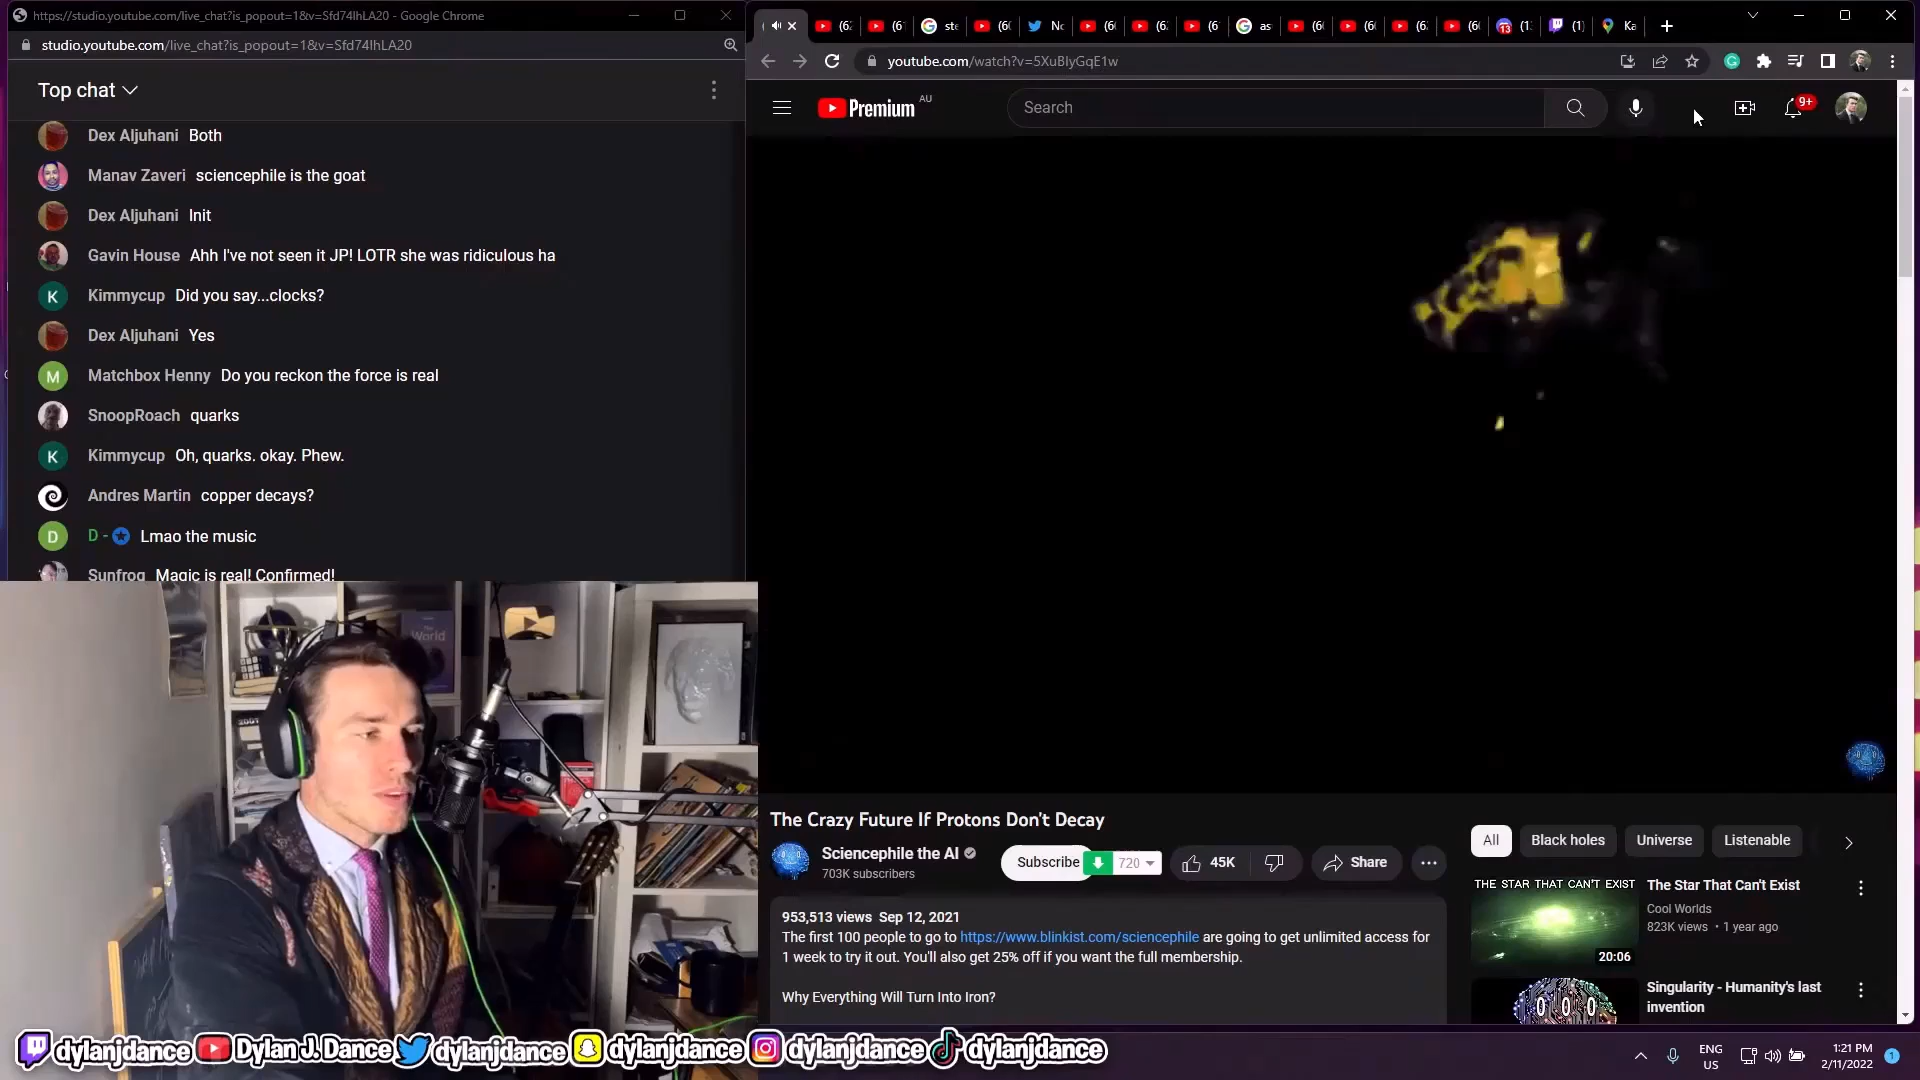 https://studio.youtube.com/live_chat?is_popout=1&v=Sfd74IhLA20 - Google Chrome
studio.youtube.com/live_chat?is_popout=1&v=Sfd74IhLA20
Top chat
Dex Aljuhani Both
Manav Zaveri sciencephile is the goat
Dex Aljuhani Init
Gavin House Ahh I've not seen it JP! LOTR she was ridiculous ha
K Kimmycup Did you say...clocks?
Dex Aljuhani Yes
M Matchbox Henny Do you reckon the force is real
SnoopRoach quarks
K Kimmycup Oh, quarks. okay. Phew.
Andres Martin copper decays?
D D - Lmao the music
Sunfrog Magic is real! Confirmed!
youtube.com/watch?v=5XuBlyGqE1w
Premium AU
Search
9+
The Crazy Future If Protons Don't Decay
Sciencephile the AI
703K subscribers
Subscribe
720
45K
Share
953,513 views Sep 12, 2021
The first 100 people to go to https://www.blinkist.com/sciencephile are going to get unlimited access for
1 week to try it out. You'll also get 25% off if you want the full membership.
Why Everything Will Turn Into Iron?
All
Black holes
Universe
Listenable
THE STAR THAT CAN'T EXIST
20:06
The Star That Can't Exist
Cool Worlds
823K views • 1 year ago
Singularity - Humanity's last
invention
The World
dylanjdance Dylan J. Dance dylanjdance dylanjdance dylanjdance dylanjdance
ENG
US
1:21 PM
2/11/2022
1